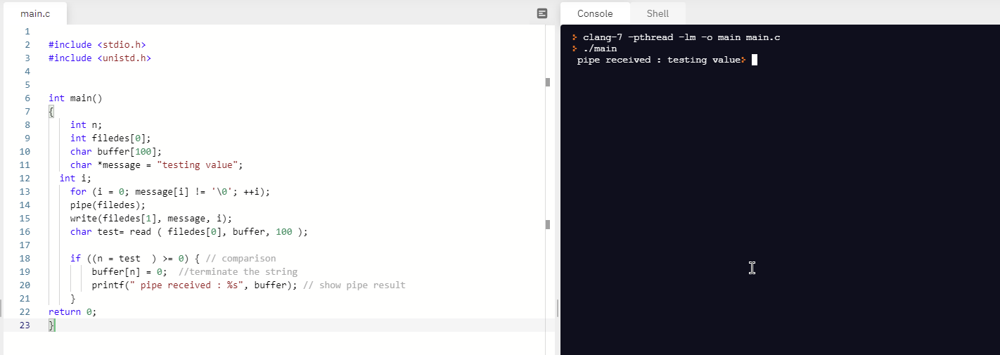 main.c
1
2 #include <stdio.h>
3 #include <unistd.h>
4
5
6 int main()
7 {
8 int n;
9 int filedes[0];
10 char buffer[100];
11 char *message = "testing value";
12 int i;
13 for (i = 0; message[i] != '\0'; ++i);
14 pipe(filedes);
15 write(filedes[1], message, i);
16 char test= read ( filedes[0], buffer, 100 );
17
18 if ((n = test  ) >= 0) { // comparison
19 buffer[n] = 0;  //terminate the string
20 printf(" pipe received : %s", buffer); // show pipe result
21 }
22 return 0;
23 }
Console Shell
> clang-7 -pthread -lm -o main main.c
> ./main
pipe received : testing value>